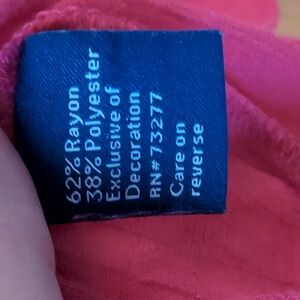 62% Rayon
38% Polyester
Exclusive of
Decoration
RN#73277
Care on
reverse